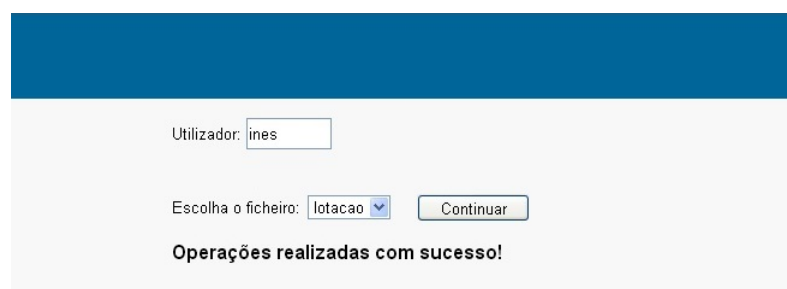 Utilizador: ines
Escolha o ficheiro: lotacao Continuar
Operações realizadas com sucesso!